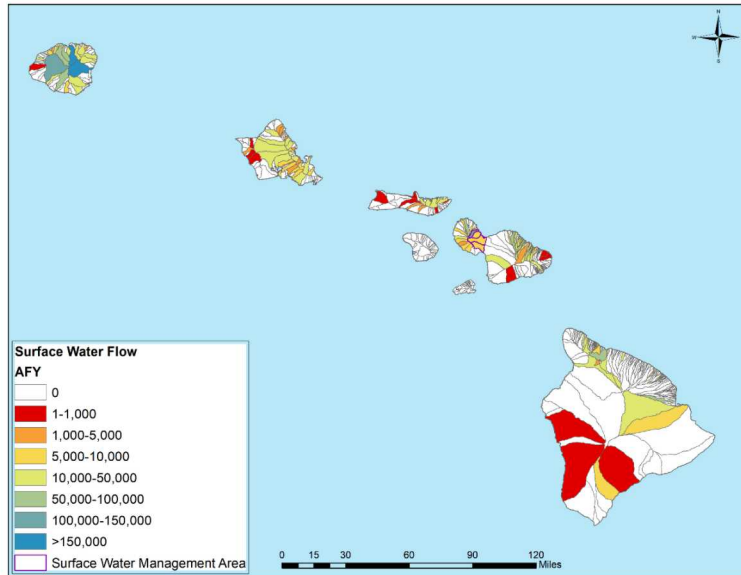 N
W E
S
Surface Water Flow
AFY
0
1-1,000
1,000-5,000
5,000-10,000
10,000-50,000
50,000-100,000
100,000-150,000
>150,000
Surface Water Management Area
0 15 30 60 90 120
Miles